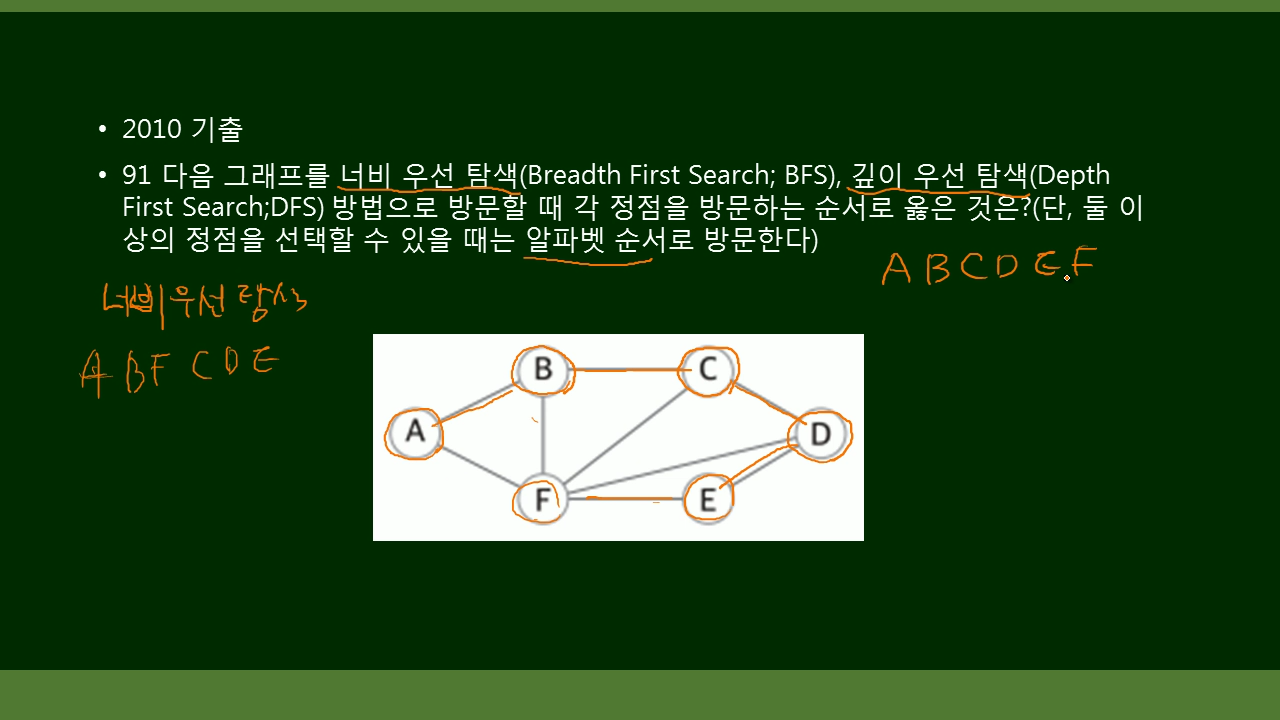 • 2010 기출
• 91 다음 그래프를 너비 우선 탐색(Breadth First Search; BFS), 깊이 우선 탐색(Depth
First Search;DFS) 방법으로 방문할 때 각 정점을 방문하는 순서로 옳은 것은?(단, 둘 이
상의 정점을 선택할 수 있을 때는 알파벳 순서로 방문한다)
A B C D E F
너비우선탐색
A B F C D E
B C
A D
F E